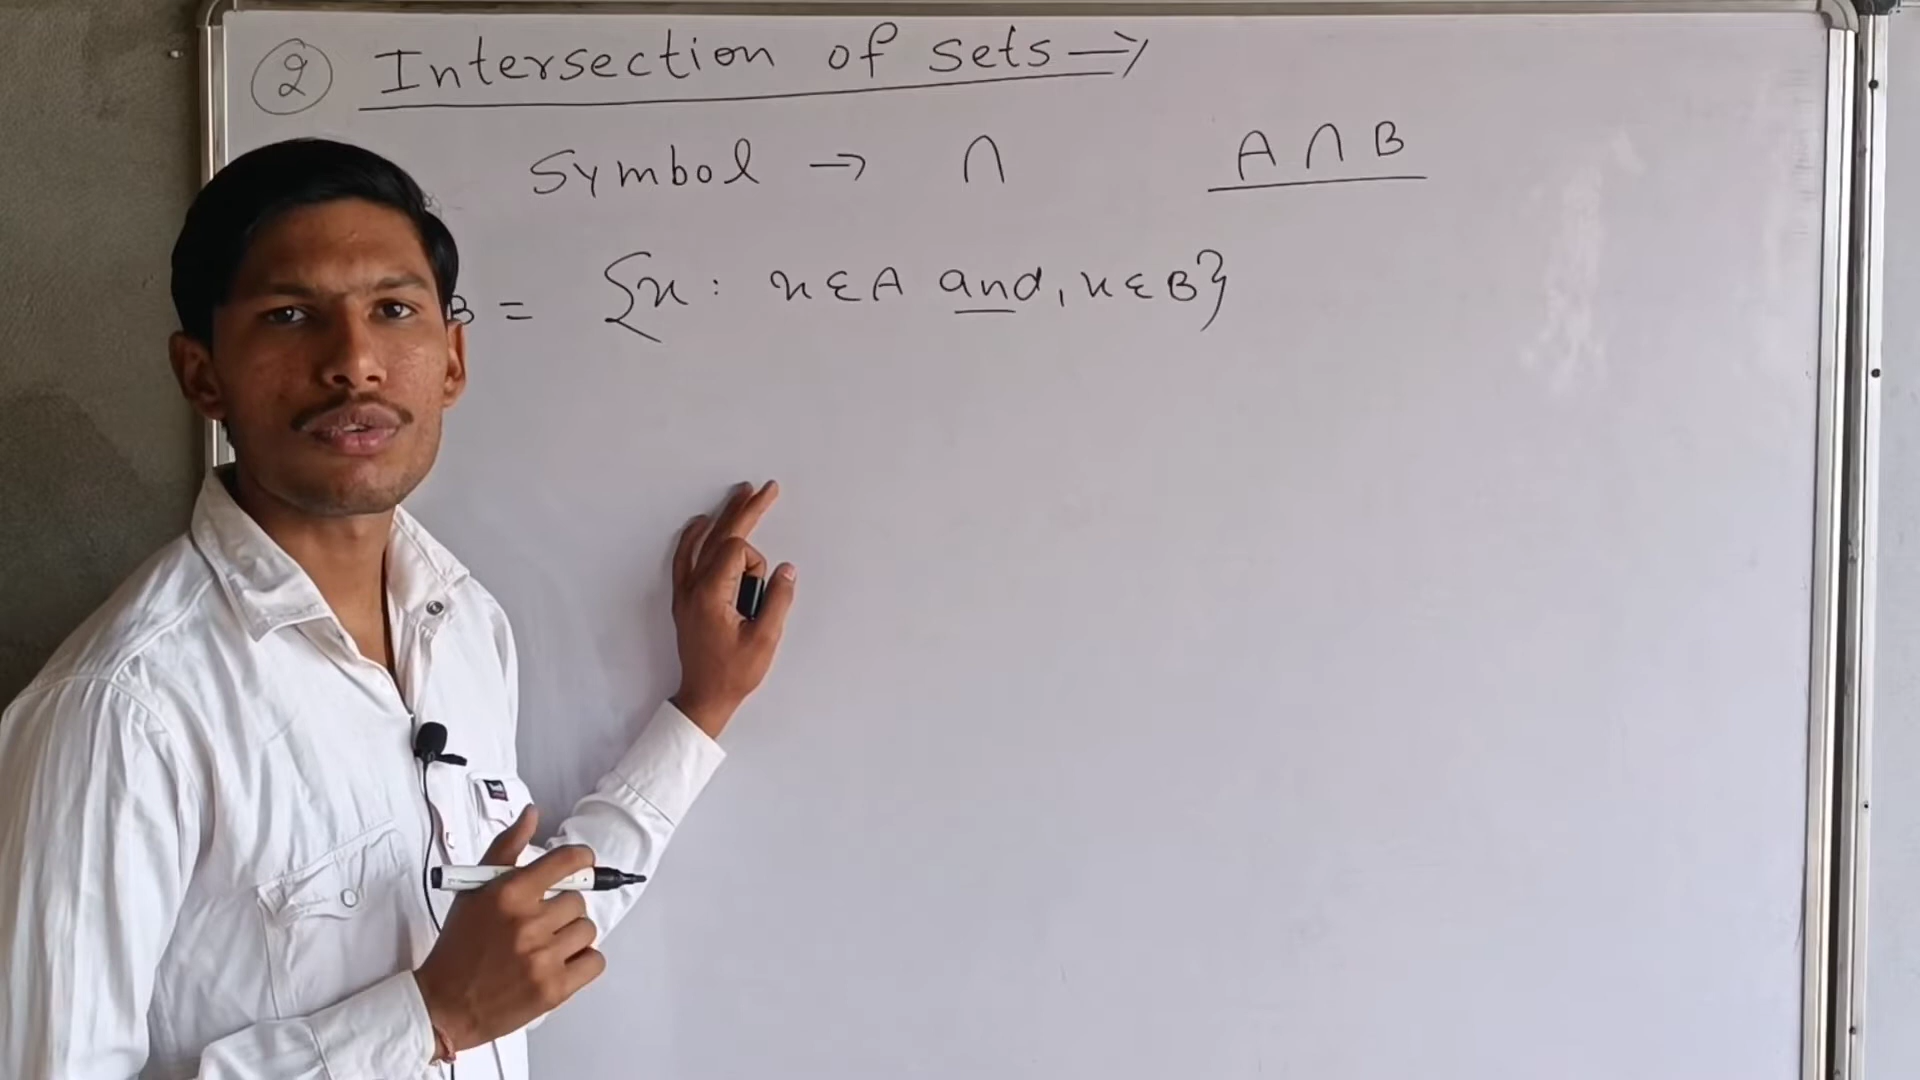 ② Intersection of sets →
Symbol → ∩ A ∩ B
B = {x : x ∈ A and, x ∈ B}